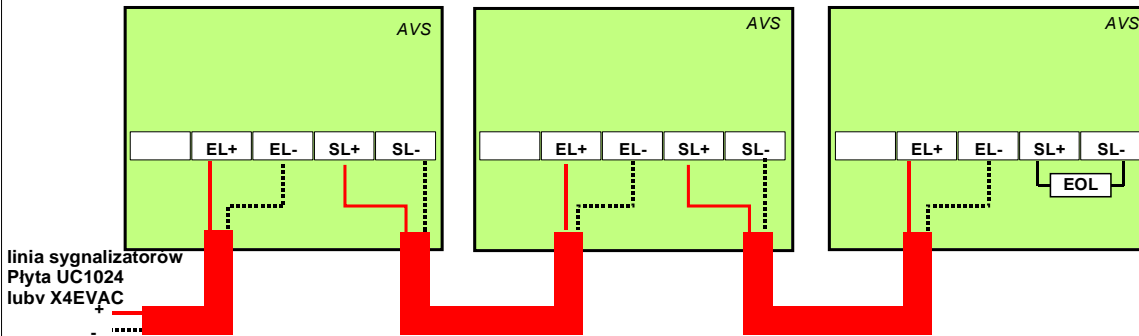 AVS AVS AVS
EL+ EL- SL+ SL- EL+ EL- SL+ SL- EL+ EL- SL+ SL-
EOL
linia sygnalizatorów
Płyta UC1024
lubv X4EVAC
+
-